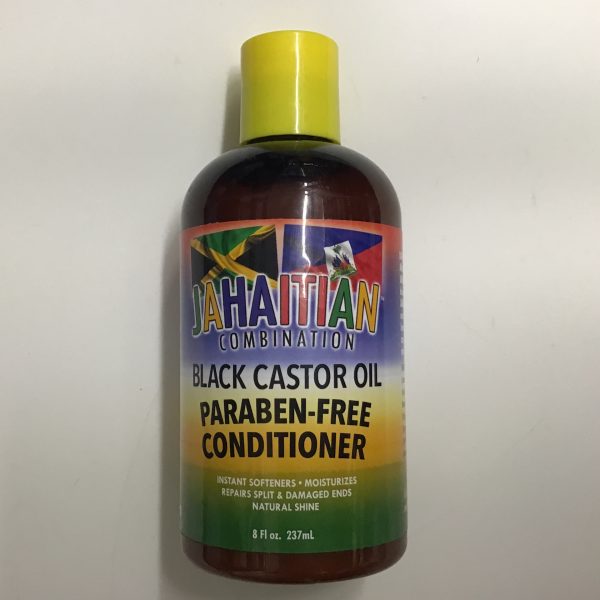 JAHAITIAN
COMBINATION
BLACK CASTOR OIL
PARABEN-FREE
CONDITIONER
INSTANT SOFTENERS • MOISTURIZES
REPAIRS SPLIT & DAMAGED ENDS
NATURAL SHINE
8 Fl oz. 237mL